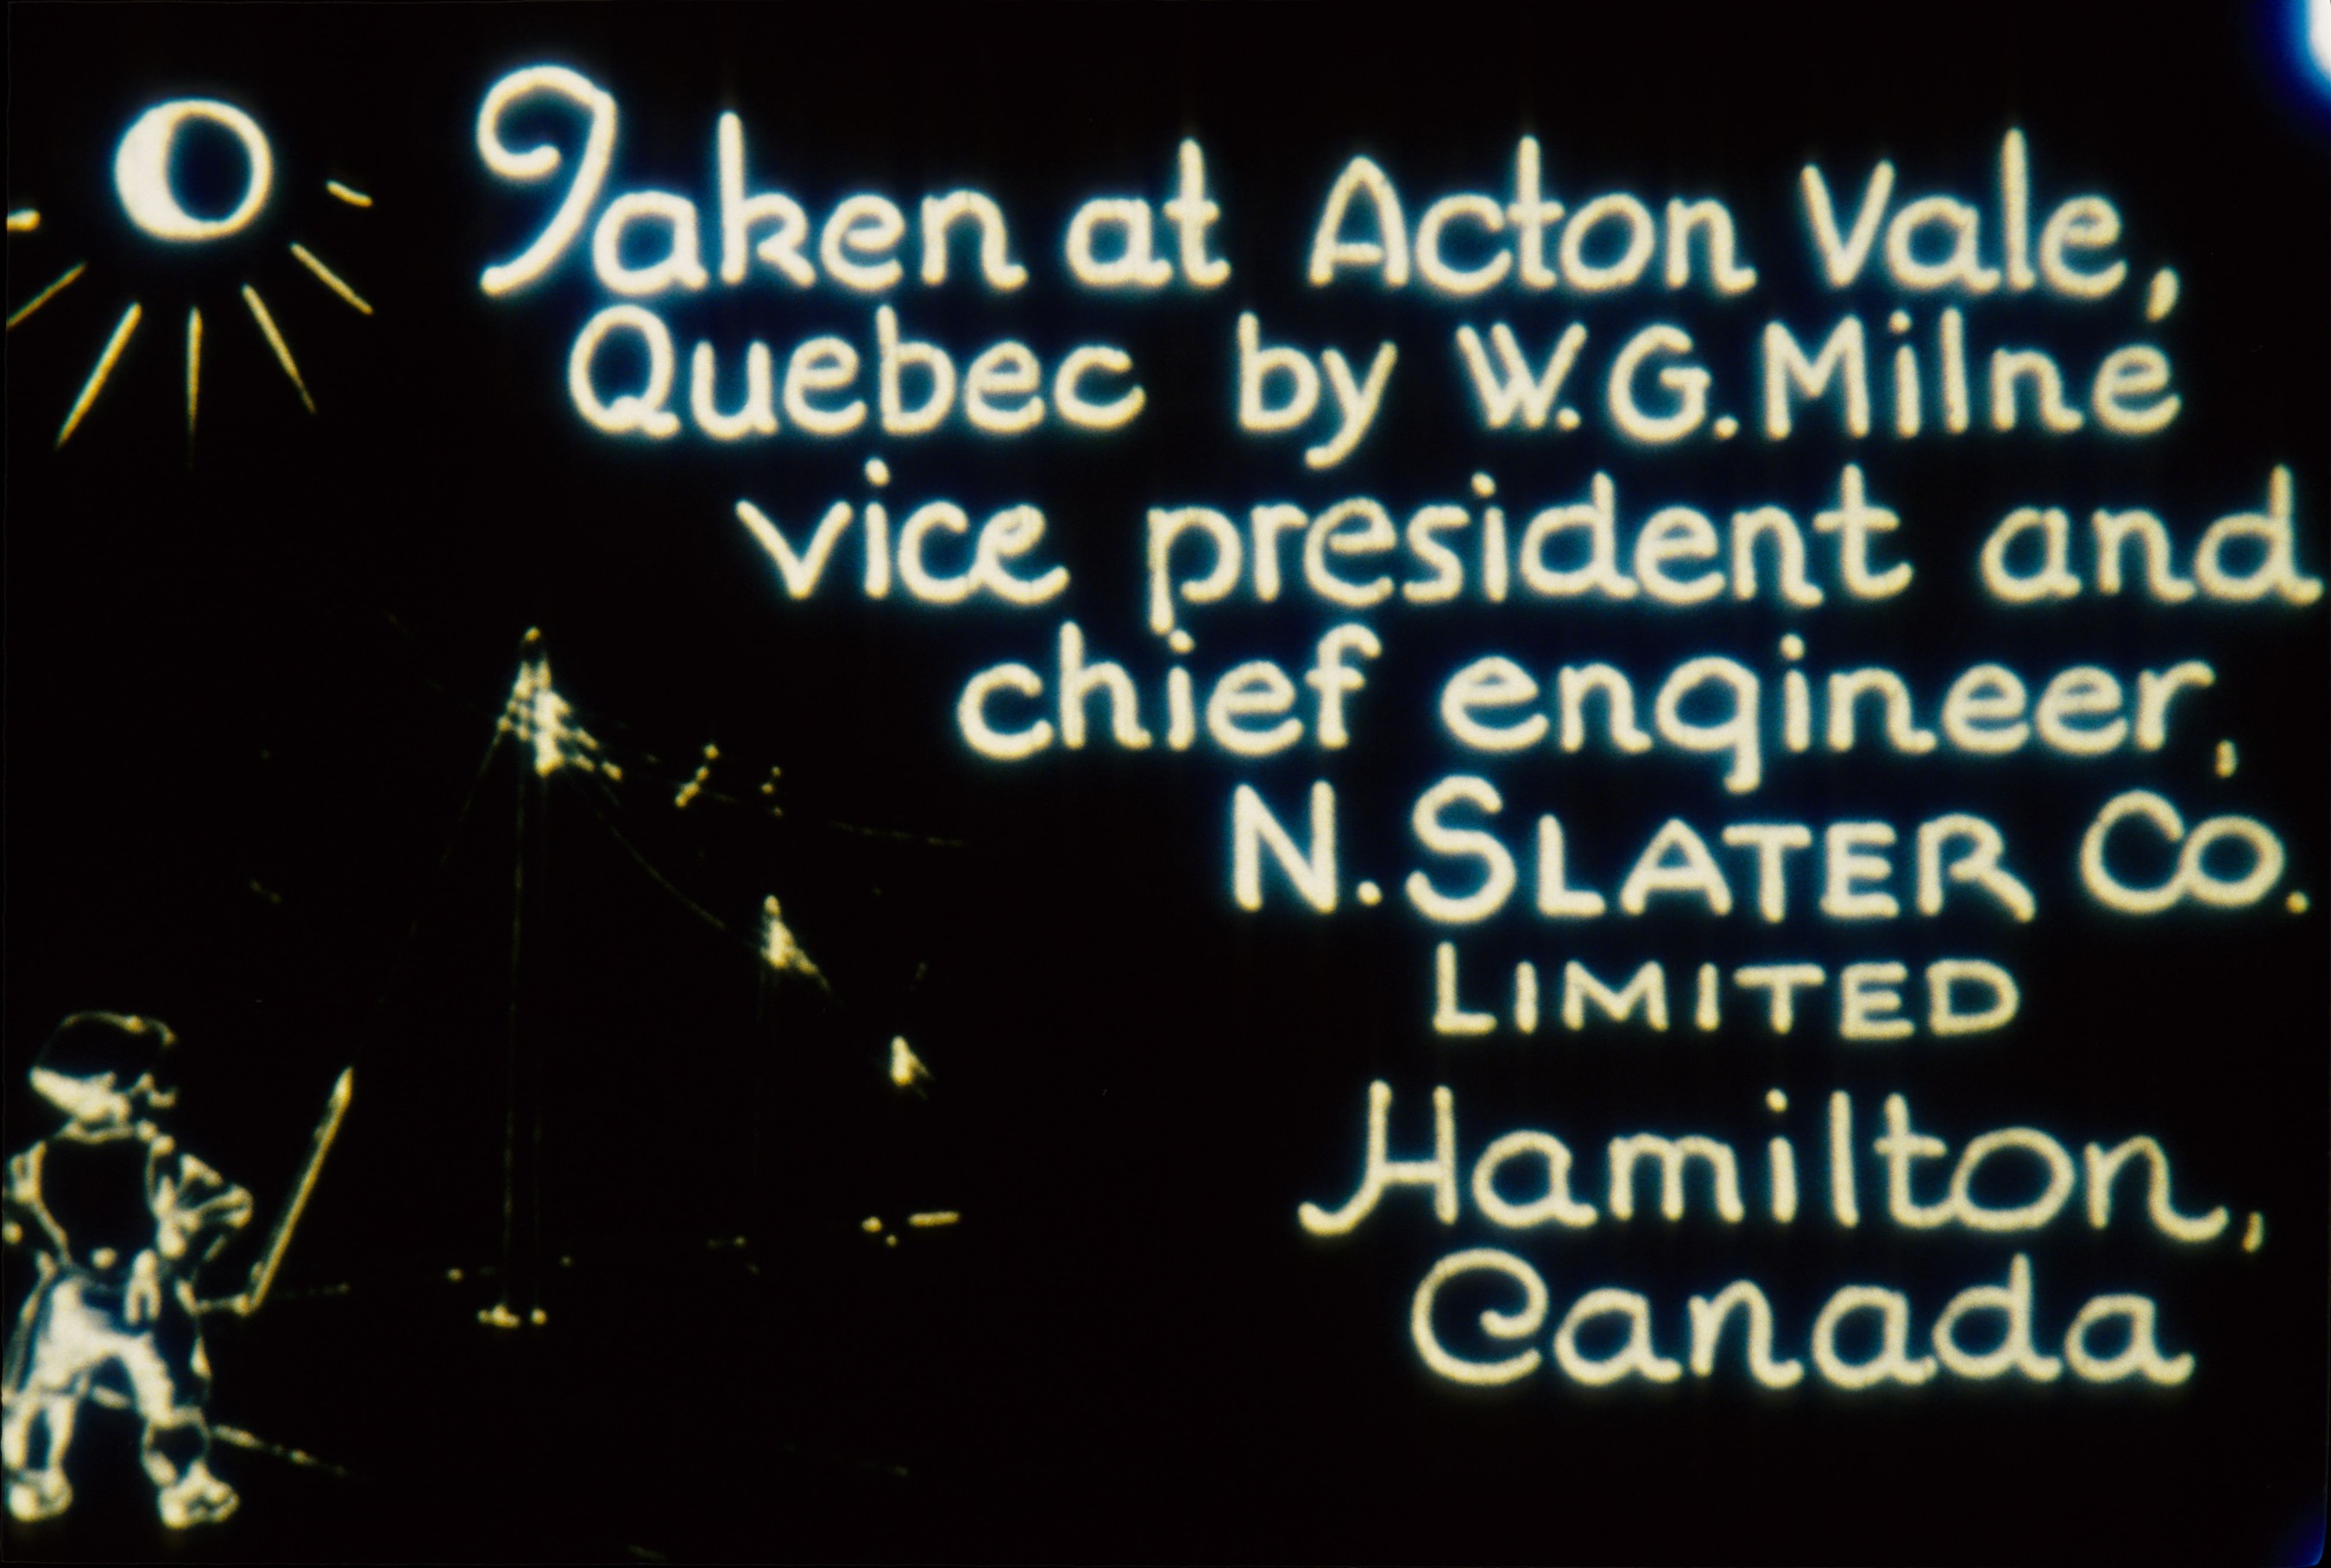 Taken at Acton Vale,
Quebec by W.G. Milne
vice president and
chief engineer,
N. SLATER CO.
LIMITED
Hamilton,
Canada